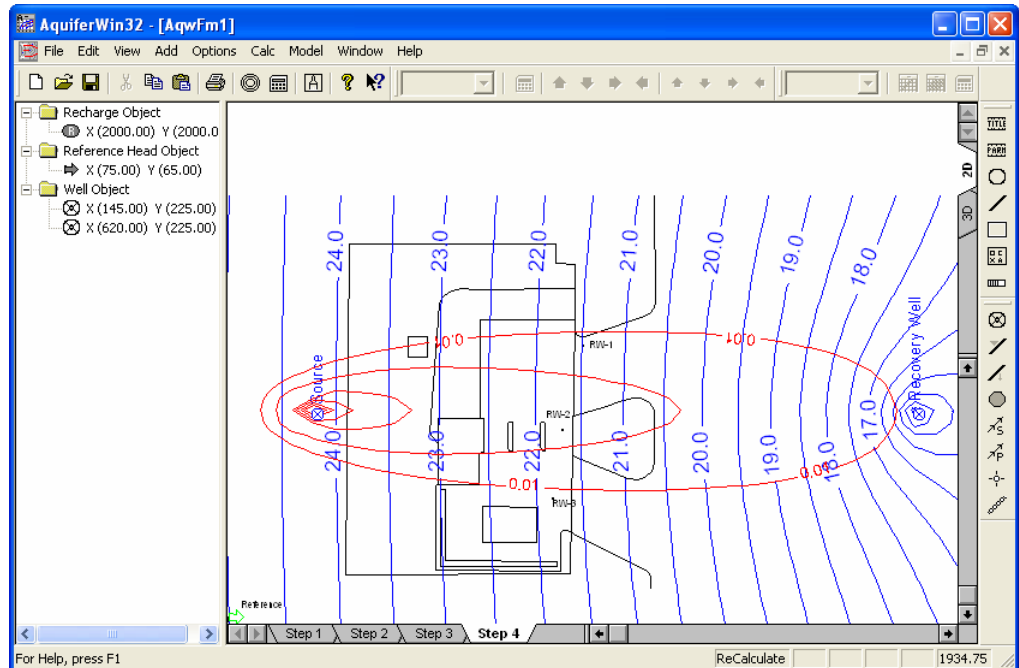 AquiferWin32 - [AqwFm1]
File Edit View Add Options Calc Model Window Help
Recharge Object
R X (2000.00) Y (2000.0
Reference Head Object
X (75.00) Y (65.00)
Well Object
X (145.00) Y (225.00)
X (620.00) Y (225.00)
TITLE
PARM
2D
3D
24.0 23.0 22.0 21.0 20.0 19.0 18.0
0.01 0.01
RW-1
Source
Recovery Well
RW-2
17.0
24.0 23.0 22.0 21.0 20.0 19.0 18.0
0.01
0.01
RW-3
Reference
Step 1 Step 2 Step 3 Step 4
For Help, press F1 ReCalculate 1934.75